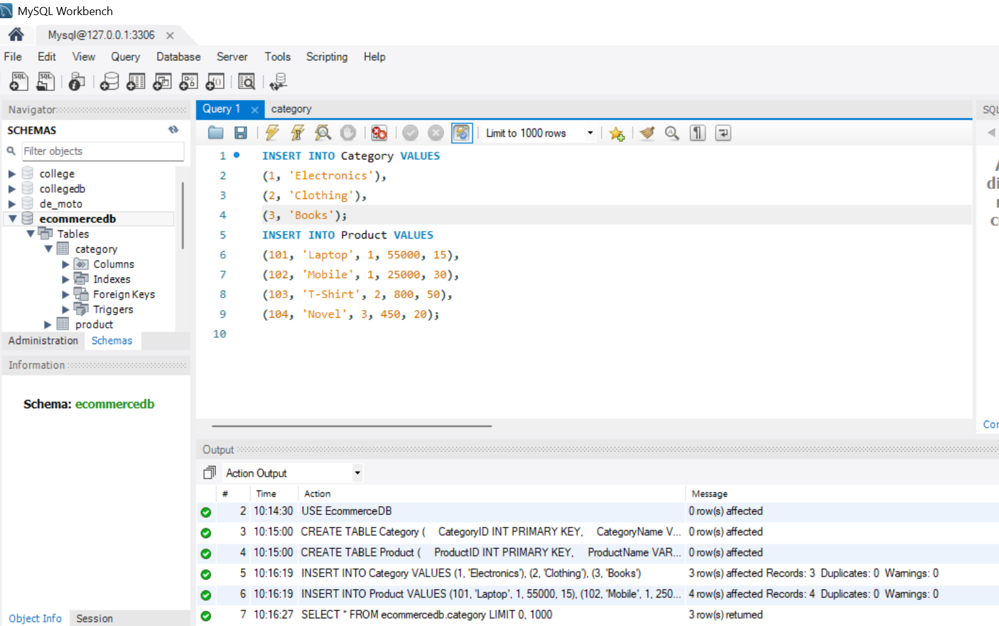 MySQL Workbench
Mysql@127.0.0.1:3306
File Edit View Query Database Server Tools Scripting Help
Navigator
SCHEMAS
Filter objects
college
collegedb
de_moto
ecommercedb
Tables
category
Columns
Indexes
Foreign Keys
Triggers
product
Administration Schemas
Information
Schema: ecommercedb
Object Info Session
Query 1 category
Limit to 1000 rows
1 INSERT INTO Category VALUES
2 (1, 'Electronics'),
3 (2, 'Clothing'),
4 (3, 'Books');
5 INSERT INTO Product VALUES
6 (101, 'Laptop', 1, 55000, 15),
7 (102, 'Mobile', 1, 25000, 30),
8 (103, 'T-Shirt', 2, 800, 50),
9 (104, 'Novel', 3, 450, 20);
10
Output
Action Output
# Time Action Message
2 10:14:30 USE EcommerceDB 0 row(s) affected
3 10:15:00 CREATE TABLE Category ( CategoryID INT PRIMARY KEY, CategoryName V... 0 row(s) affected
4 10:15:00 CREATE TABLE Product ( ProductID INT PRIMARY KEY, ProductName VAR... 0 row(s) affected
5 10:16:19 INSERT INTO Category VALUES (1, 'Electronics'), (2, 'Clothing'), (3, 'Books') 3 row(s) affected Records: 3 Duplicates: 0 Warnings: 0
6 10:16:19 INSERT INTO Product VALUES (101, 'Laptop', 1, 55000, 15), (102, 'Mobile', 1, 250... 4 row(s) affected Records: 4 Duplicates: 0 Warnings: 0
7 10:16:27 SELECT * FROM ecommercedb.category LIMIT 0, 1000 3 row(s) returned